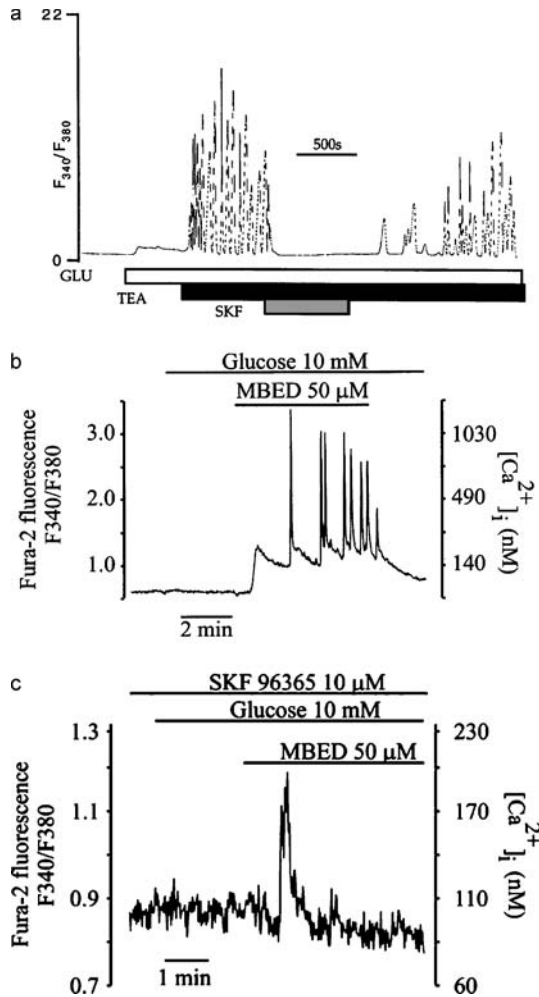 a
22
F340/F380
500s
0
GLU
TEA
SKF
b
Glucose 10 mM
MBED 50 µM
Fura-2 fluorescence
F340/F380
3.0
2.0
1.0
1030
490
140
[Ca2+]i (nM)
2 min
c
SKF 96365 10 µM
Glucose 10 mM
MBED 50 µM
Fura-2 fluorescence
F340/F380
1.3
1.1
0.9
0.7
230
170
110
60
[Ca2+]i (nM)
1 min